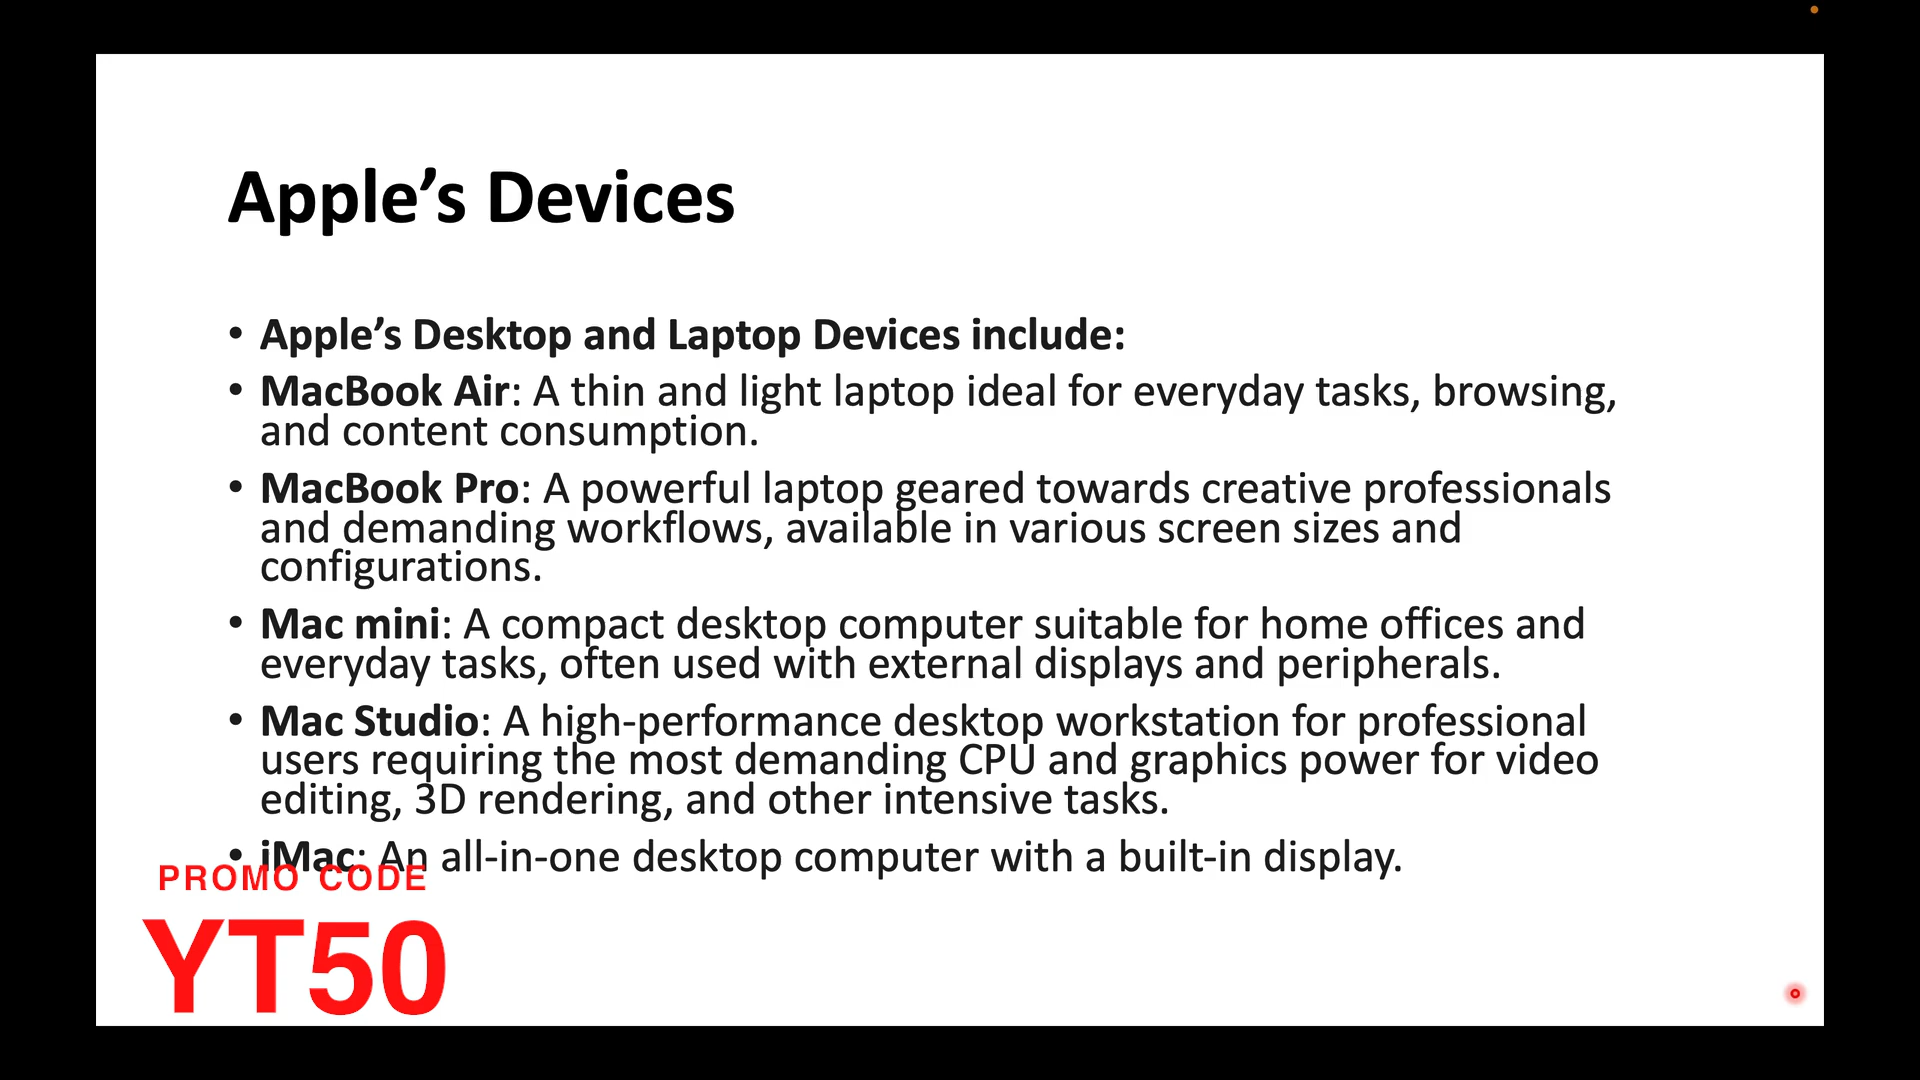 Apple’s Devices
• Apple’s Desktop and Laptop Devices include:
• MacBook Air: A thin and light laptop ideal for everyday tasks, browsing,
and content consumption.
• MacBook Pro: A powerful laptop geared towards creative professionals
and demanding workflows, available in various screen sizes and
configurations.
• Mac mini: A compact desktop computer suitable for home offices and
everyday tasks, often used with external displays and peripherals.
• Mac Studio: A high-performance desktop workstation for professional
users requiring the most demanding CPU and graphics power for video
editing, 3D rendering, and other intensive tasks.
• iMac: An all-in-one desktop computer with a built-in display.
PROMO CODE
YT50